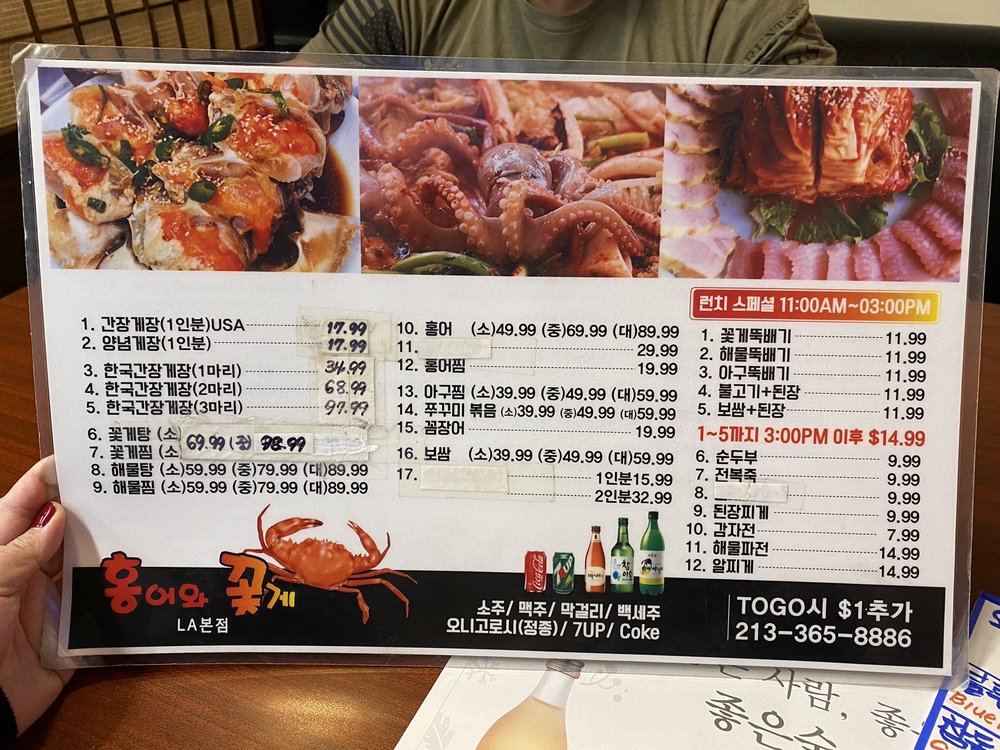 1. 간장게장(1인분)USA 17.99
2. 양념게장(1인분) 17.99
3. 한국간장게장(1마리) 34.99
4. 한국간장게장(2마리) 68.99
5. 한국간장게장(3마리) 97.99
6. 꽃게탕 (소)
69.99 (중) 98.99
7. 꽃게찜 (소)
8. 해물탕 (소)59.99 (중)79.99 (대)89.99
9. 해물찜 (소)59.99 (중)79.99 (대)89.99
10. 홍어 (소)49.99 (중)69.99 (대)89.99
11. 29.99
12. 홍어찜 19.99
13. 아구찜 (소)39.99 (중)49.99 (대)59.99
14. 쭈꾸미 볶음 (소)39.99 (중)49.99 (대)59.99
15. 꼼장어 19.99
16. 보쌈 (소)39.99 (중)49.99 (대)59.99
17. 1인분15.99
2인분32.99
런치 스페셜 11:00AM~03:00PM
1. 꽃게뚝배기 11.99
2. 해물뚝배기 11.99
3. 아구뚝배기 11.99
4. 불고기+된장 11.99
5. 보쌈+된장 11.99
1~5까지 3:00PM 이후 $14.99
6. 순두부 9.99
7. 전복죽 9.99
8. 9.99
9. 된장찌게 9.99
10. 감자전 7.99
11. 해물파전 14.99
12. 알찌게 14.99
홍어와 꽃게
LA본점
Coca-Cola
소주/ 맥주/ 막걸리/ 백세주
오니고로시(정종)/ 7UP/ Coke
TOGO시 $1추가
213-365-8886
사람,
좋은
Blue